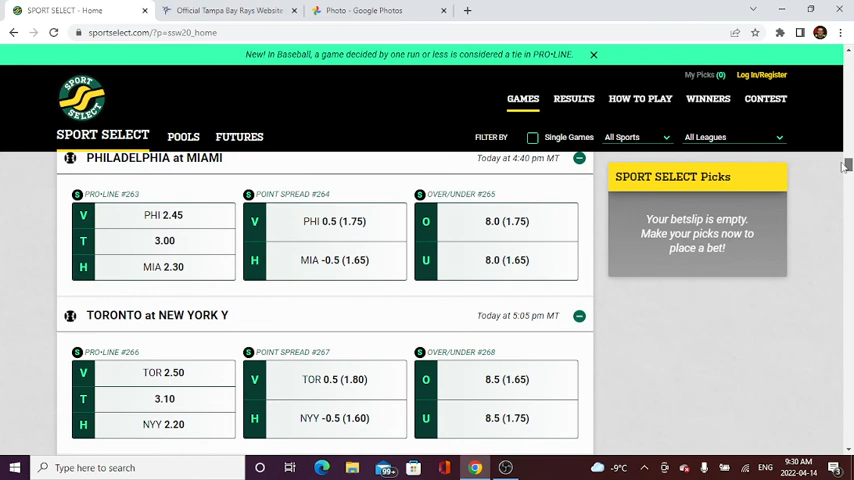 SPORT SELECT - Home
Official Tampa Bay Rays Website
Photo - Google Photos
sportselect.com/?p=ssw20_home
New! In Baseball, a game decided by one run or less is considered a tie in PRO•LINE.
My Picks (0) Log In/Register
SPORT SELECT
GAMES RESULTS HOW TO PLAY WINNERS CONTEST
SPORT SELECT POOLS FUTURES
FILTER BY Single Games All Sports All Leagues
PHILADELPHIA at MIAMI Today at 4:40 pm MT
S PRO•LINE #263
V PHI 2.45
T 3.00
H MIA 2.30
S POINT SPREAD #264
V PHI 0.5 (1.75)
H MIA -0.5 (1.65)
S OVER/UNDER #265
O 8.0 (1.75)
U 8.0 (1.65)
TORONTO at NEW YORK Y Today at 5:05 pm MT
S PRO•LINE #266
V TOR 2.50
T 3.10
H NYY 2.20
S POINT SPREAD #267
V TOR 0.5 (1.80)
H NYY -0.5 (1.60)
S OVER/UNDER #268
O 8.5 (1.65)
U 8.5 (1.75)
SPORT SELECT Picks
Your betslip is empty.
Make your picks now to
place a bet!
Type here to search
99+
-9°C
ENG
9:30 AM
2022-04-14
3